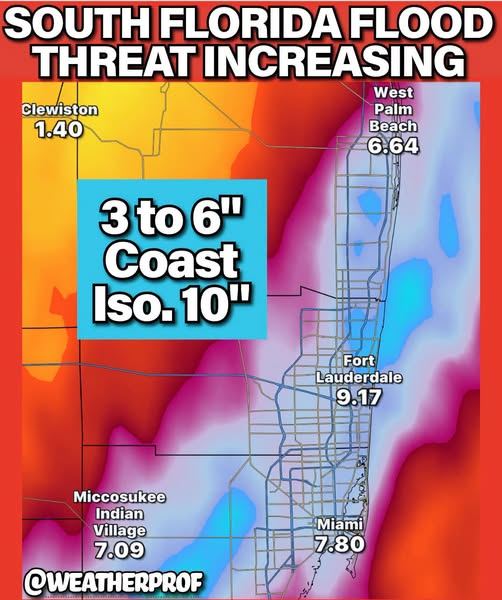 SOUTH FLORIDA FLOOD
THREAT INCREASING
Clewiston
1.40
West
Palm
Beach
6.64
3 to 6"
Coast
Iso. 10"
Fort
Lauderdale
9.17
Miccosukee
Indian
Village
7.09
Miami
7.80
@WEATHERPROF